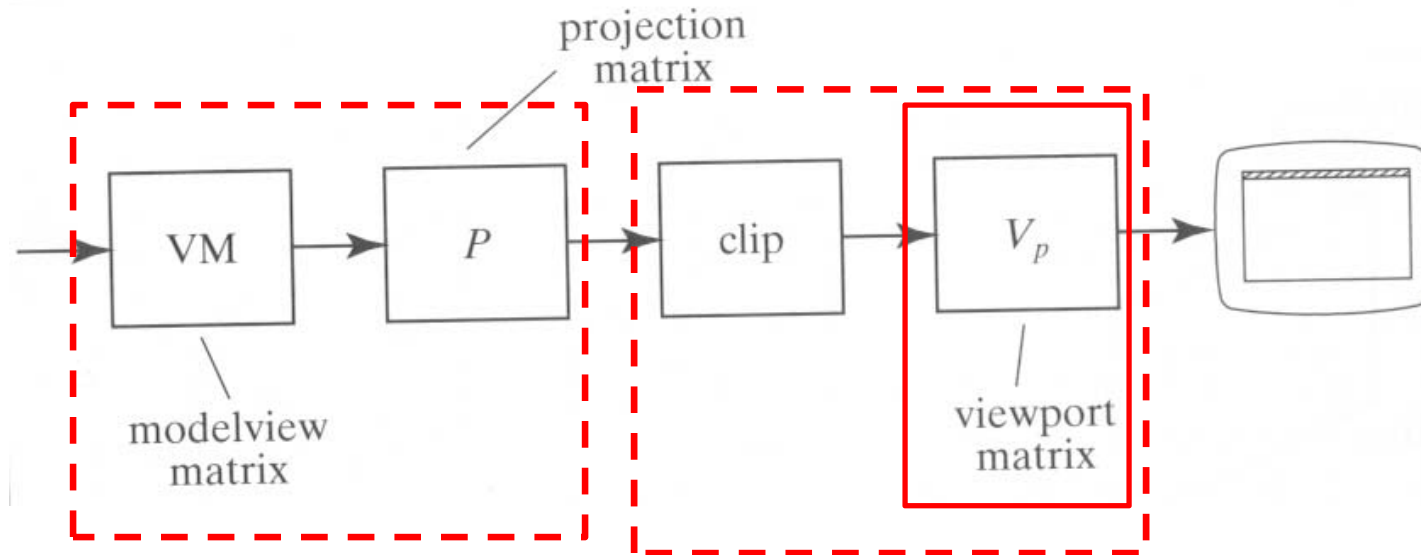 projection
matrix
VM
P
clip
V_p
modelview
matrix
viewport
matrix